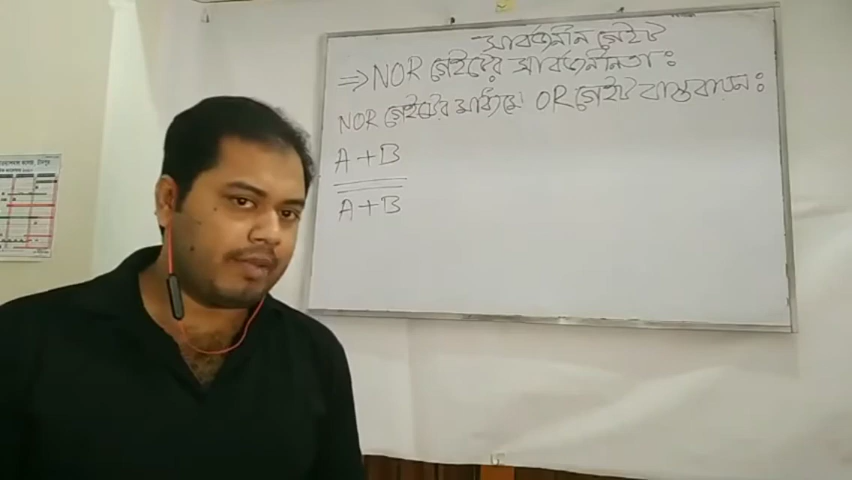 সার্বজনীন গেইট
⇒ NOR গেইটের সার্বজনীনতা:
NOR গেইটের মাধ্যমে OR গেইট বাস্তবায়ন:
A + B
A + B